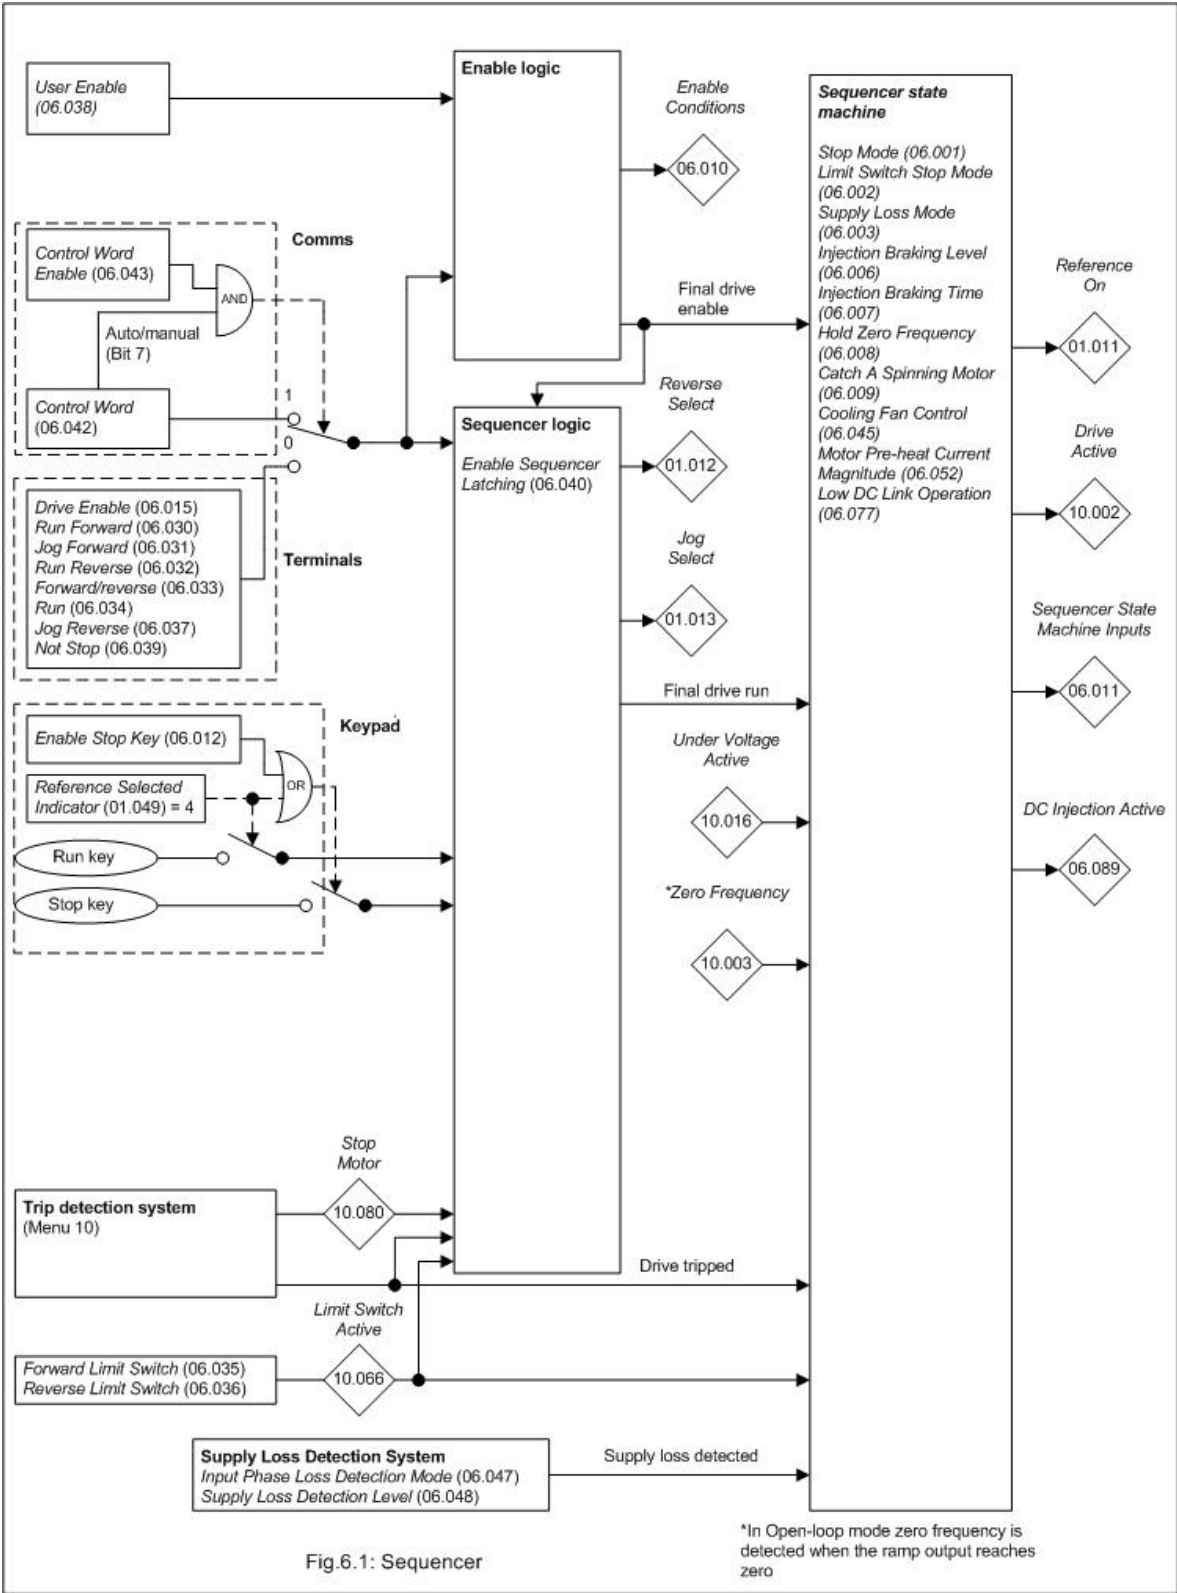 User Enable
(06.038)
Enable logic
Enable
Conditions
06.010
Sequencer state
machine
Stop Mode (06.001)
Limit Switch Stop Mode
(06.002)
Supply Loss Mode
(06.003)
Injection Braking Level
(06.006)
Injection Braking Time
(06.007)
Hold Zero Frequency
(06.008)
Catch A Spinning Motor
(06.009)
Cooling Fan Control
(06.045)
Motor Pre-heat Current
Magnitude (06.052)
Low DC Link Operation
(06.077)
Comms
Control Word
Enable (06.043)
AND
Auto/manual
(Bit 7)
Control Word
(06.042)
1
0
Final drive
enable
Reference
On
01.011
Reverse
Select
01.012
Sequencer logic
Enable Sequencer
Latching (06.040)
Drive
Active
10.002
Drive Enable (06.015)
Run Forward (06.030)
Jog Forward (06.031)
Run Reverse (06.032)
Forward/reverse (06.033)
Run (06.034)
Jog Reverse (06.037)
Not Stop (06.039)
Terminals
Jog
Select
01.013
Sequencer State
Machine Inputs
06.011
Final drive run
Keypad
Enable Stop Key (06.012)
Reference Selected
Indicator (01.049) = 4
OR
Run key
Stop key
Under Voltage
Active
10.016
DC Injection Active
06.089
*Zero Frequency
10.003
Stop
Motor
10.080
Trip detection system
(Menu 10)
Drive tripped
Limit Switch
Active
10.066
Forward Limit Switch (06.035)
Reverse Limit Switch (06.036)
Supply Loss Detection System
Input Phase Loss Detection Mode (06.047)
Supply Loss Detection Level (06.048)
Supply loss detected
*In Open-loop mode zero frequency is
detected when the ramp output reaches
zero
Fig.6.1: Sequencer